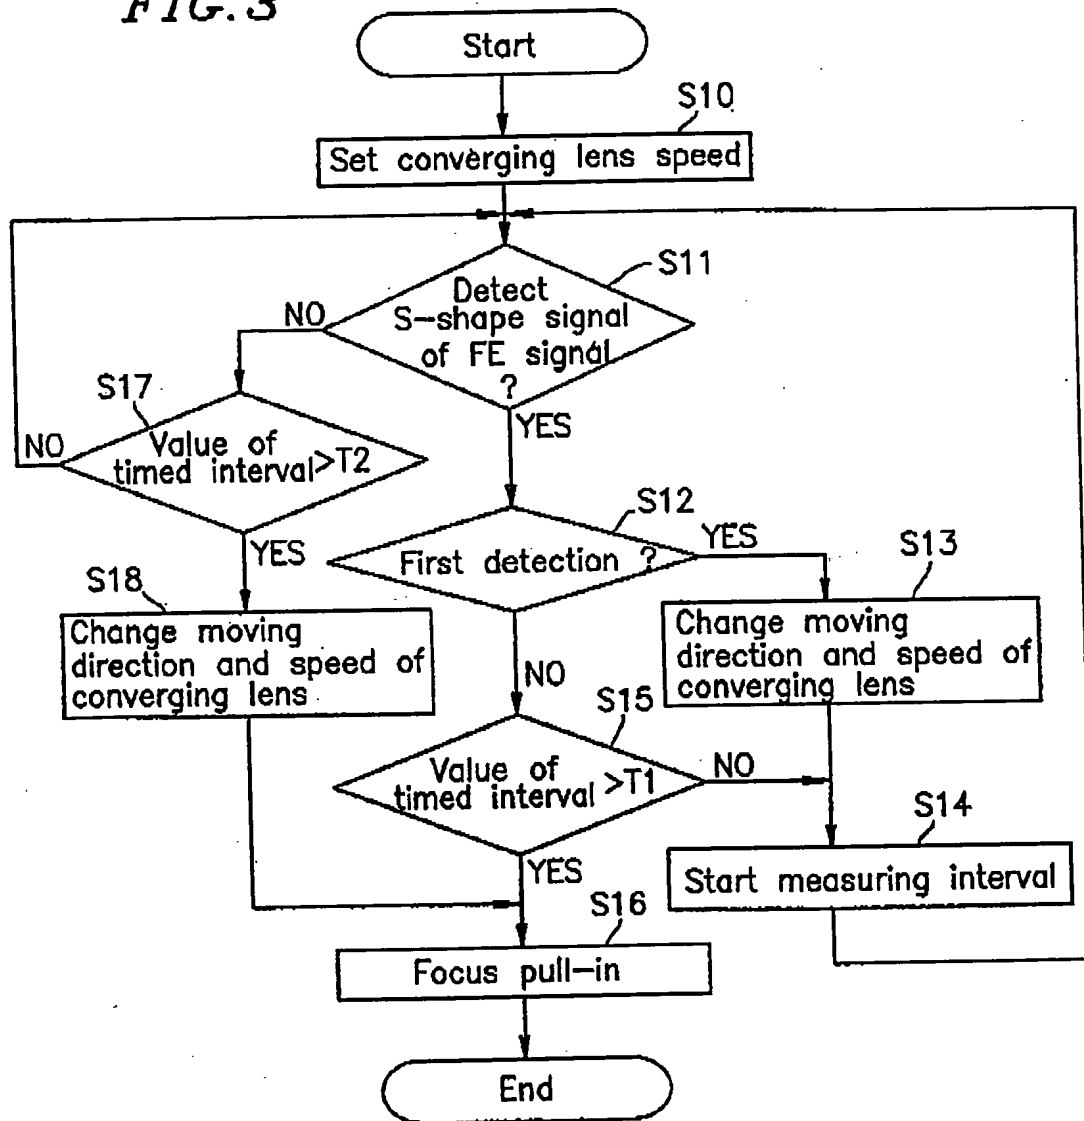 FIG.3
Start
S10
Set converging lens speed
S11
Detect
S-shape signal
of FE signal
?
NO
YES
S17
Value of
timed interval>T2
NO
YES
S12
First detection ?
YES
NO
S13
Change moving
direction and speed of
converging lens
S18
Change moving
direction and speed of
converging lens
S15
Value of
timed interval>T1
NO
YES
S14
Start measuring interval
S16
Focus pull-in
End